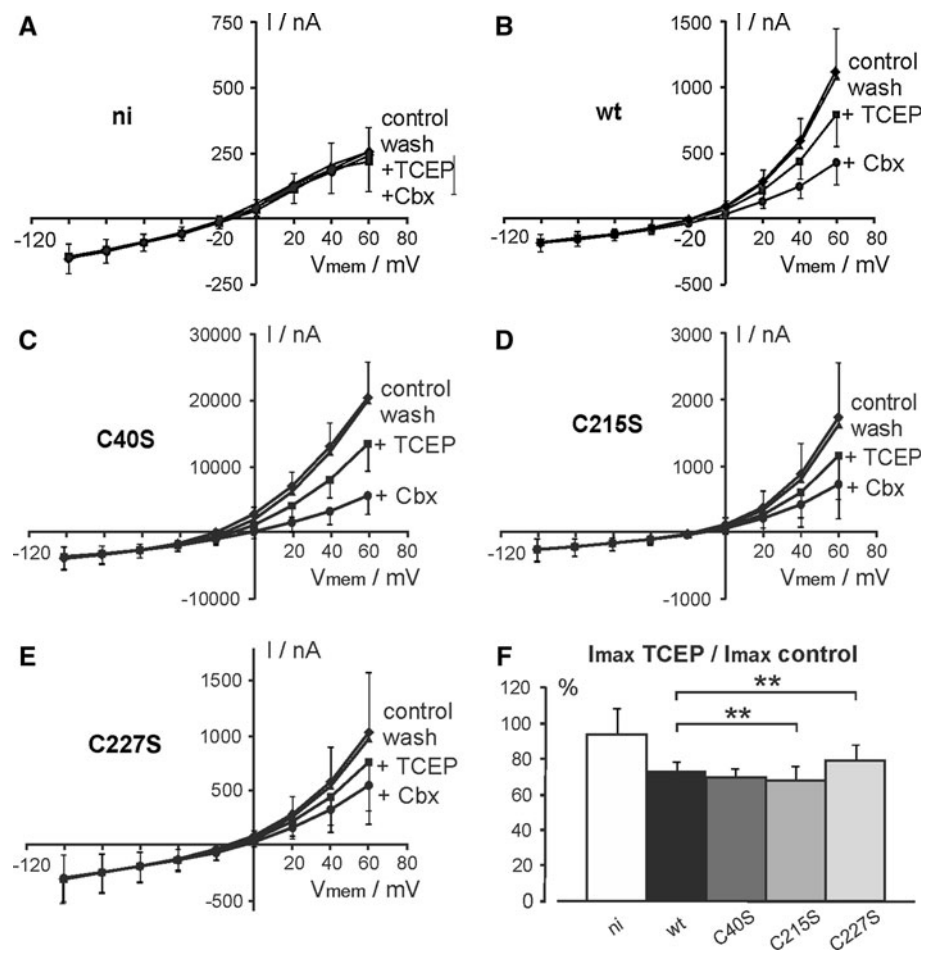 A
I / nA
750
500
250
-250
ni
control
wash
+TCEP
+Cbx
-120
-20
20 40 60 80
Vmem / mV
B
I / nA
1500
1000
500
-500
wt
control
wash
+ TCEP
+ Cbx
-120
-20
20 40 60 80
Vmem / mV
C
I / nA
30000
20000
10000
-10000
C40S
control
wash
+ TCEP
+ Cbx
-120
20 40 60 80
Vmem / mV
D
I / nA
3000
2000
1000
-1000
C215S
control
wash
+ TCEP
+ Cbx
-120
20 40 60 80
Vmem / mV
E
I / nA
1500
1000
500
-500
C227S
control
wash
+ TCEP
+ Cbx
-120
20 40 60 80
Vmem / mV
F
Imax TCEP / Imax control
%
120
100
80
60
40
20
0
**
**
ni wt C40S C215S C227S